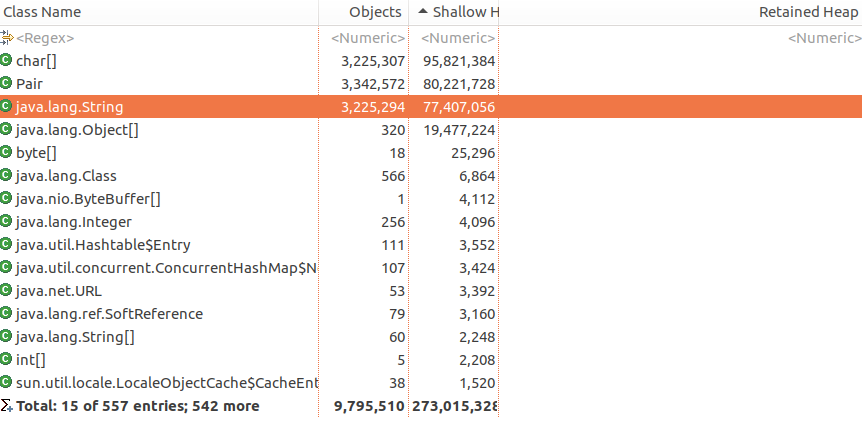 Class Name Objects Shallow H Retained Heap
<Regex> <Numeric> <Numeric> <Numeric>
char[] 3,225,307 95,821,384
Pair 3,342,572 80,221,728
java.lang.String 3,225,294 77,407,056
java.lang.Object[] 320 19,477,224
byte[] 18 25,296
java.lang.Class 566 6,864
java.nio.ByteBuffer[] 1 4,112
java.lang.Integer 256 4,096
java.util.Hashtable$Entry 111 3,552
java.util.concurrent.ConcurrentHashMap$N 107 3,424
java.net.URL 53 3,392
java.lang.ref.SoftReference 79 3,160
java.lang.String[] 60 2,248
int[] 5 2,208
sun.util.locale.LocaleObjectCache$CacheEnt 38 1,520
Total: 15 of 557 entries; 542 more 9,795,510 273,015,328